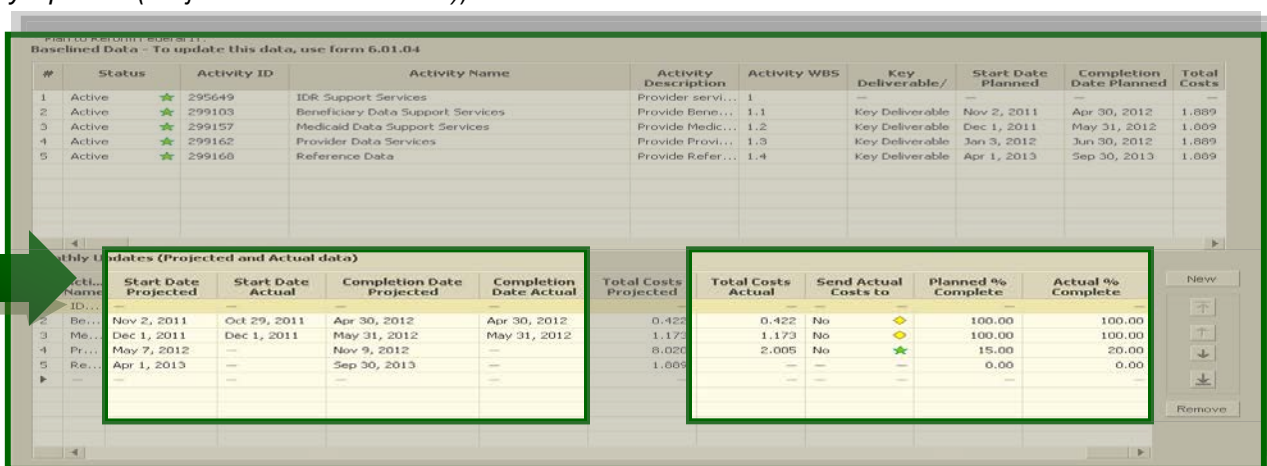 Baselined Data - To update this data, use form 6.01.04
# Status Activity ID Activity Name Activity Description Activity WBS Key Deliverable/ Start Date Planned Completion Date Planned Total Costs
1 Active 295649 IDR Support Services Provider servi... 1 — — —
2 Active 299103 Beneficiary Data Support Services Provide Bene... 1.1 Key Deliverable Nov 2, 2011 Apr 30, 2012 1.889
3 Active 299157 Medicaid Data Support Services Provide Medic... 1.2 Key Deliverable Dec 1, 2011 May 31, 2012 1.889
4 Active 299162 Provider Data Services Provide Provi... 1.3 Key Deliverable Jan 3, 2012 Jun 30, 2012 1.889
5 Active 299168 Reference Data Provide Refer... 1.4 Key Deliverable Apr 1, 2013 Sep 30, 2013 1.889
Updates (Projected and Actual data)
Name Start Date Projected Start Date Actual Completion Date Projected Completion Date Actual Total Costs Projected Total Costs Actual Send Actual Costs to Planned % Complete Actual % Complete New
ID... — — — — — — — — —
2 Be... Nov 2, 2011 Oct 29, 2011 Apr 30, 2012 Apr 30, 2012 0.422 0.422 No 100.00 100.00
3 Me... Dec 1, 2011 Dec 1, 2011 May 31, 2012 May 31, 2012 1.173 1.173 No 100.00 100.00
4 Pr... May 7, 2012 — Nov 9, 2012 — 8.020 2.005 No 15.00 20.00
5 Re... Apr 1, 2013 — Sep 30, 2013 — 1.889 — — — 0.00 0.00
Remove